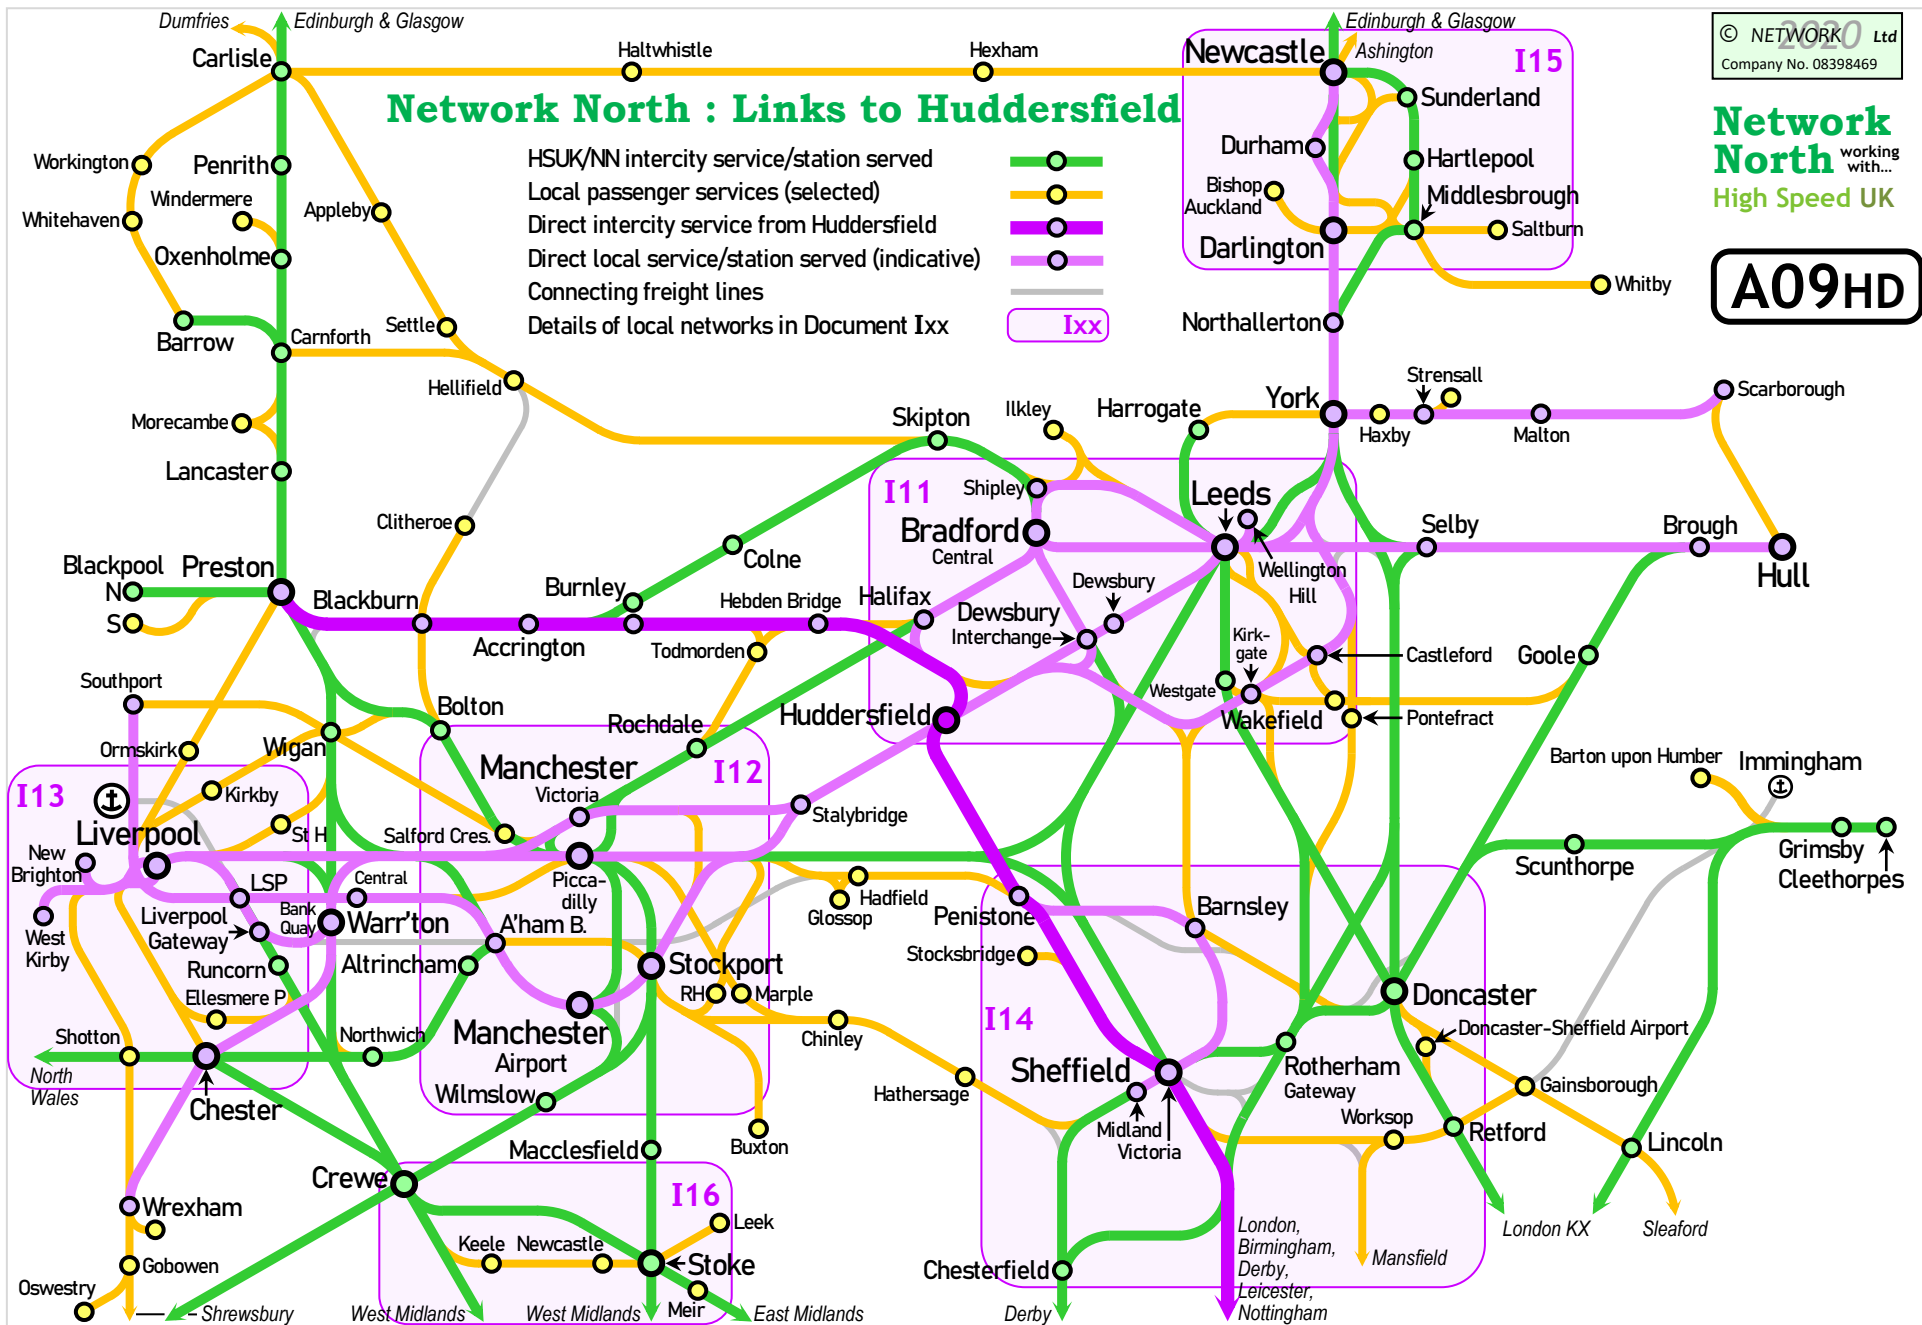 Dumfries
Edinburgh & Glasgow
Edinburgh & Glasgow
Ashington
© NETWORK 2020 Ltd
Company No. 08398469
Carlisle
Haltwhistle
Hexham
Newcastle
I15
Network North : Links to Huddersfield
Sunderland
Network
North working
with...
High Speed UK
A09HD
Workington
Penrith
Windermere
Whitehaven
Appleby
Oxenholme
HSUK/NN intercity service/station served
Local passenger services (selected)
Direct intercity service from Huddersfield
Direct local service/station served (indicative)
Connecting freight lines
Details of local networks in Document Ixx
Ixx
Durham
Hartlepool
Bishop
Auckland
Middlesbrough
Darlington
Saltburn
Whitby
Northallerton
Barrow
Carnforth
Settle
Hellifield
Morecambe
Lancaster
Skipton
Ilkley
Harrogate
York
Strensall
Haxby
Malton
Scarborough
Clitheroe
I11
Shipley
Bradford
Central
Leeds
Selby
Brough
Hull
Blackpool
N
S
Preston
Blackburn
Accrington
Burnley
Colne
Hebden Bridge
Todmorden
Halifax
Dewsbury
Dewsbury
Interchange
Wellington
Hill
Kirk-
gate
Castleford
Goole
Westgate
Wakefield
Pontefract
Southport
Ormskirk
Wigan
Bolton
Rochdale
Huddersfield
Barton upon Humber
Immingham
I13
Kirkby
Manchester
Victoria
I12
Liverpool
St H
Salford Cres.
Stalybridge
New
Brighton
LSP
Central
Picca-
dilly
Hadfield
Glossop
Penistone
Barnsley
Scunthorpe
Grimsby
Cleethorpes
West
Kirby
Liverpool
Gateway
Bank
Quay
Warr'ton
A'ham B.
Runcorn
Altrincham
Stockport
Stocksbridge
Ellesmere P
RH
Marple
Doncaster
I14
Shotton
Northwich
Manchester
Airport
Chinley
Doncaster-Sheffield Airport
North
Wales
Chester
Wilmslow
Hathersage
Sheffield
Rotherham
Gateway
Gainsborough
Midland
Victoria
Worksop
Retford
Lincoln
Macclesfield
Buxton
Crewe
I16
Wrexham
Leek
Keele
Newcastle
Stoke
Gobowen
Meir
Oswestry
Shrewsbury
West Midlands
West Midlands
East Midlands
Chesterfield
Derby
London,
Birmingham,
Derby,
Leicester,
Nottingham
Mansfield
London KX
Sleaford